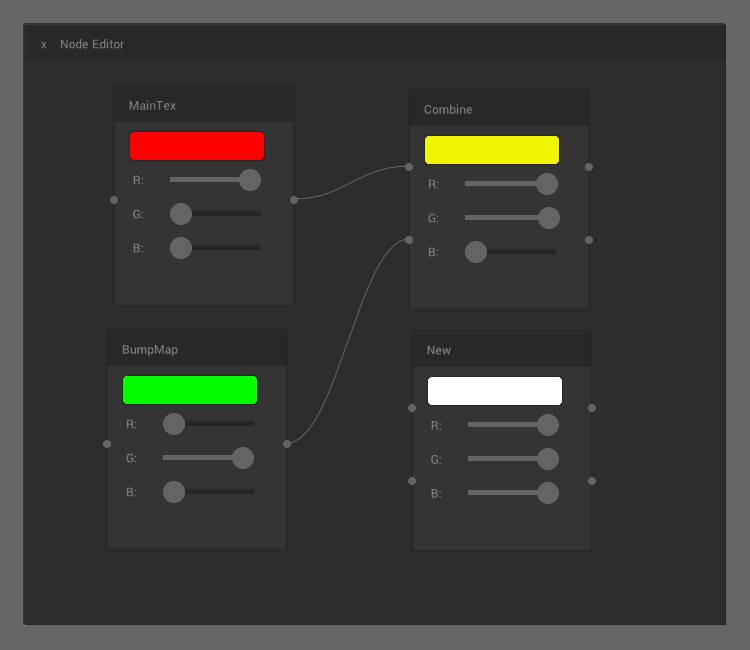 x Node Editor
MainTex
R:
G:
B:
Combine
R:
G:
B:
BumpMap
R:
G:
B:
New
R:
G:
B: